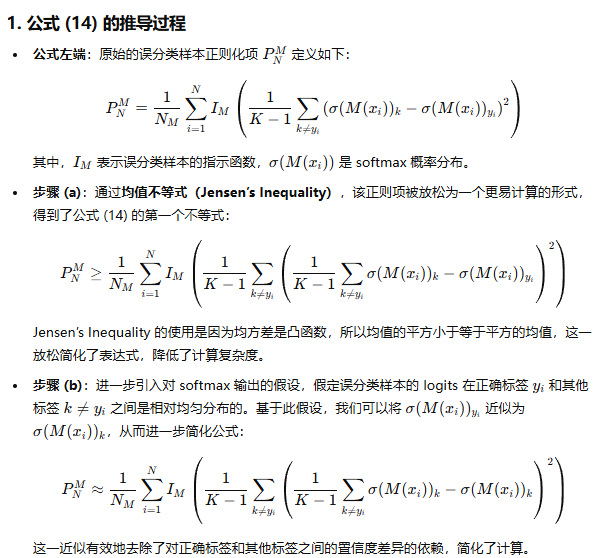 1. 公式 (14) 的推导过程
• 公式左端：原始的误分类样本正则化项 $P_N^M$ 定义如下：
$P_N^M = \frac{1}{N_M} \sum_{i=1}^{N} I_M \left( \frac{1}{K-1} \sum_{k \neq y_i} (\sigma(M(x_i))_k - \sigma(M(x_i))_{y_i})^2 \right)$
其中，$I_M$ 表示误分类样本的指示函数，$\sigma(M(x_i))$ 是 softmax 概率分布。
• 步骤 (a)：通过均值不等式（Jensen’s Inequality），该正则项被放松为一个更易计算的形式，
得到了公式 (14) 的第一个不等式：
$P_N^M \geq \frac{1}{N_M} \sum_{i=1}^{N} I_M \left( \frac{1}{K-1} \sum_{k \neq y_i} \left( \frac{1}{K-1} \sum_{k \neq y_i} \sigma(M(x_i))_k - \sigma(M(x_i))_{y_i} \right)^2 \right)$
Jensen’s Inequality 的使用是因为均方差是凸函数，所以均值的平方小于等于平方的均值，这一
放松简化了表达式，降低了计算复杂度。
• 步骤 (b)：进一步引入对 softmax 输出的假设，假定误分类样本的 logits 在正确标签 $y_i$ 和其他
标签 $k \neq y_i$ 之间是相对均匀分布的。基于此假设，我们可以将 $\sigma(M(x_i))_{y_i}$ 近似为
$\sigma(M(x_i))_k$，从而进一步简化公式：
$P_N^M \approx \frac{1}{N_M} \sum_{i=1}^{N} I_M \left( \frac{1}{K-1} \sum_{k \neq y_i} \left( \frac{1}{K-1} \sum_{k \neq y_i} \sigma(M(x_i))_k - \sigma(M(x_i))_k \right)^2 \right)$
这一近似有效地去除了对正确标签和其他标签之间的置信度差异的依赖，简化了计算。